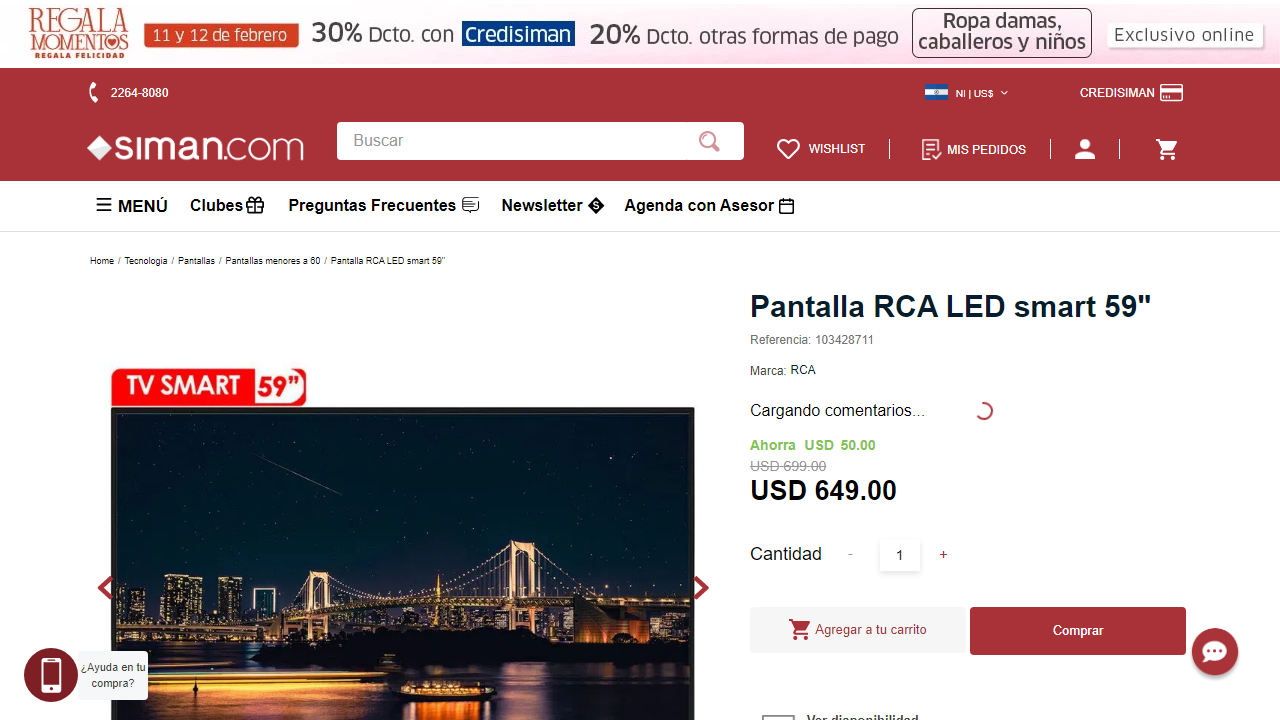 REGALA
MOMENTOS
REGALA FELICIDAD
11 y 12 de febrero
30% Dcto. con Credisiman
20% Dcto. otras formas de pago
Ropa damas,
caballeros y niños
Exclusivo online
2264-8080
NI | US$
CREDISIMAN
siman.com
Buscar
WISHLIST
MIS PEDIDOS
MENÚ
Clubes
Preguntas Frecuentes
Newsletter
Agenda con Asesor
Home / Tecnologia / Pantallas / Pantallas menores a 60 / Pantalla RCA LED smart 59"
Pantalla RCA LED smart 59"
Referencia: 103428711
Marca: RCA
Cargando comentarios...
Ahorra USD 50.00
USD 699.00
USD 649.00
Cantidad - 1 +
Agregar a tu carrito
Comprar
TV SMART 59”
¿Ayuda en tu
compra?
Ver disponibilidad